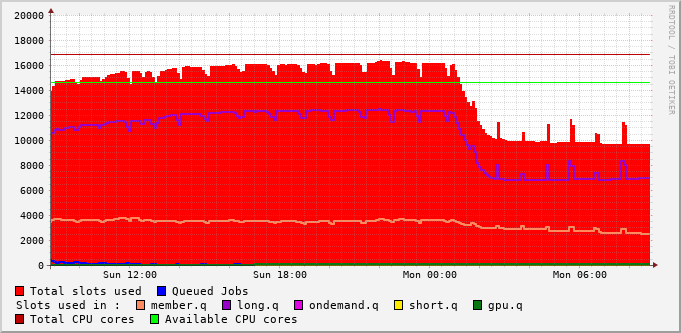 RRDTOOL / TOBI OETIKER
20000
18000
16000
14000
12000
10000
8000
6000
4000
2000
0
Sun 12:00 Sun 18:00 Mon 00:00 Mon 06:00
Total slots used Queued Jobs
Slots used in : member.q long.q ondemand.q short.q gpu.q
Total CPU cores Available CPU cores